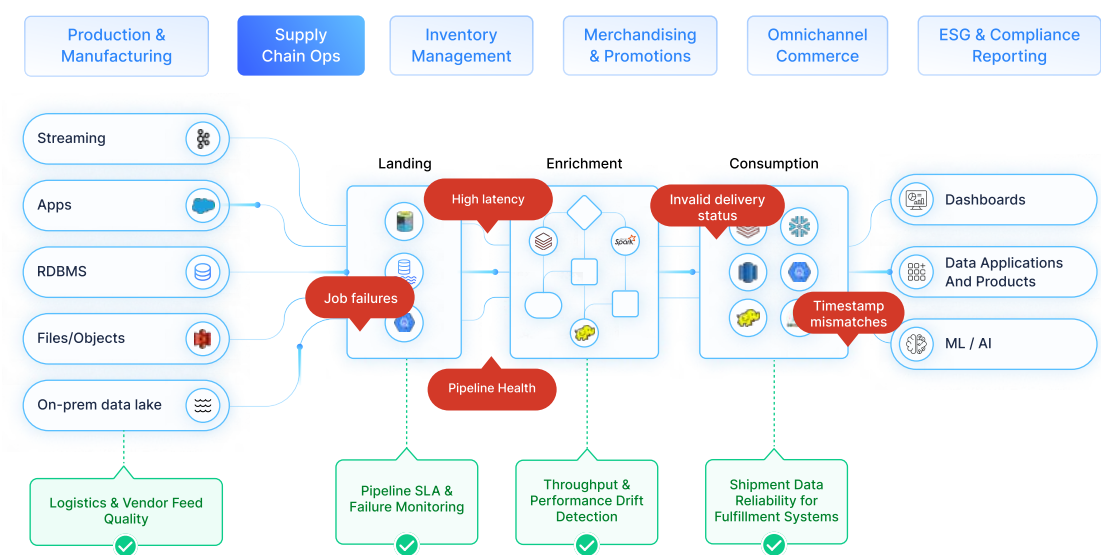 Production &
Manufacturing
Supply
Chain Ops
Inventory
Management
Merchandising
& Promotions
Omnichannel
Commerce
ESG & Compliance
Reporting
Streaming
Apps
RDBMS
Files/Objects
On-prem data lake
Landing
Enrichment
Consumption
High latency
Invalid delivery
status
Job failures
Timestamp
mismatches
Pipeline Health
Spark
Dashboards
Data Applications
And Products
ML / AI
Logistics & Vendor Feed
Quality
Pipeline SLA &
Failure Monitoring
Throughput &
Performance Drift
Detection
Shipment Data
Reliability for
Fulfillment Systems